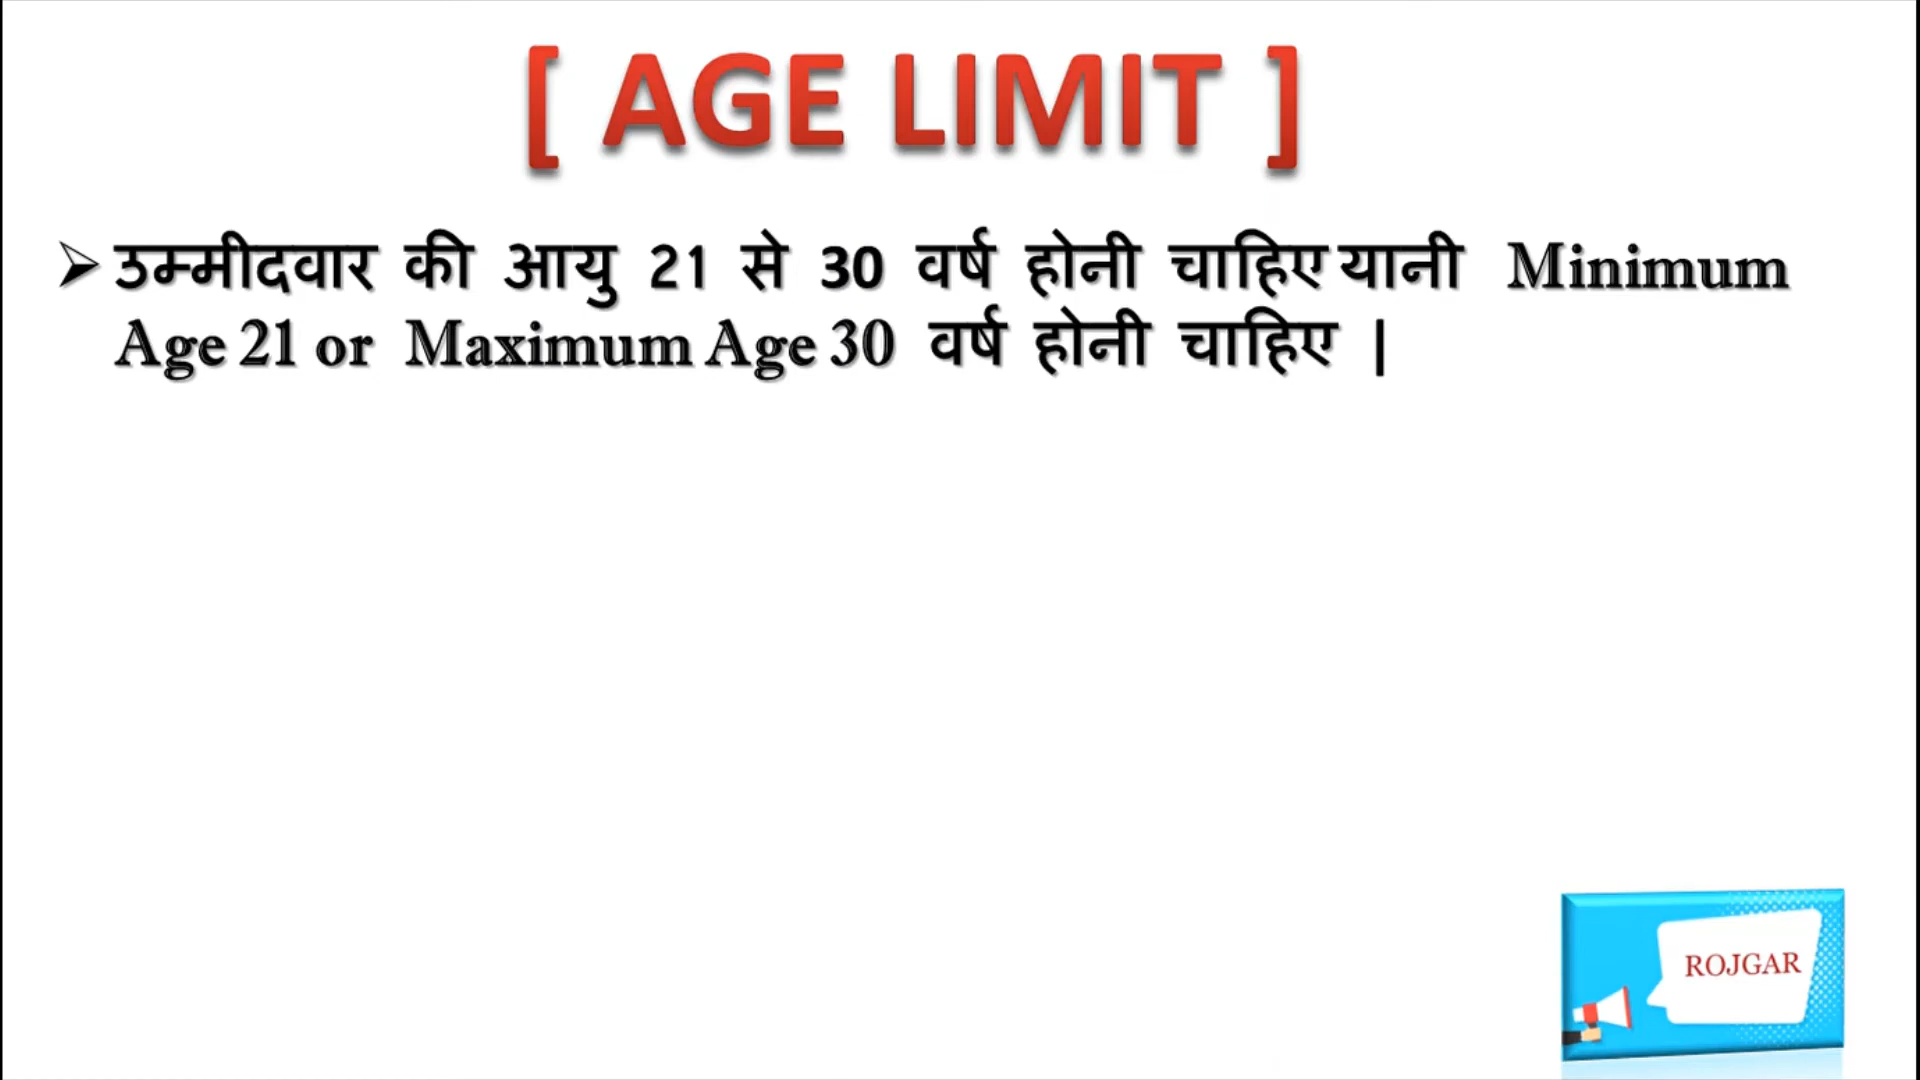 [ AGE LIMIT ]
➢ उम्मीदवार की आयु 21 से 30 वर्ष होनी चाहिए यानी Minimum
Age 21 or Maximum Age 30 वर्ष होनी चाहिए |
ROJGAR